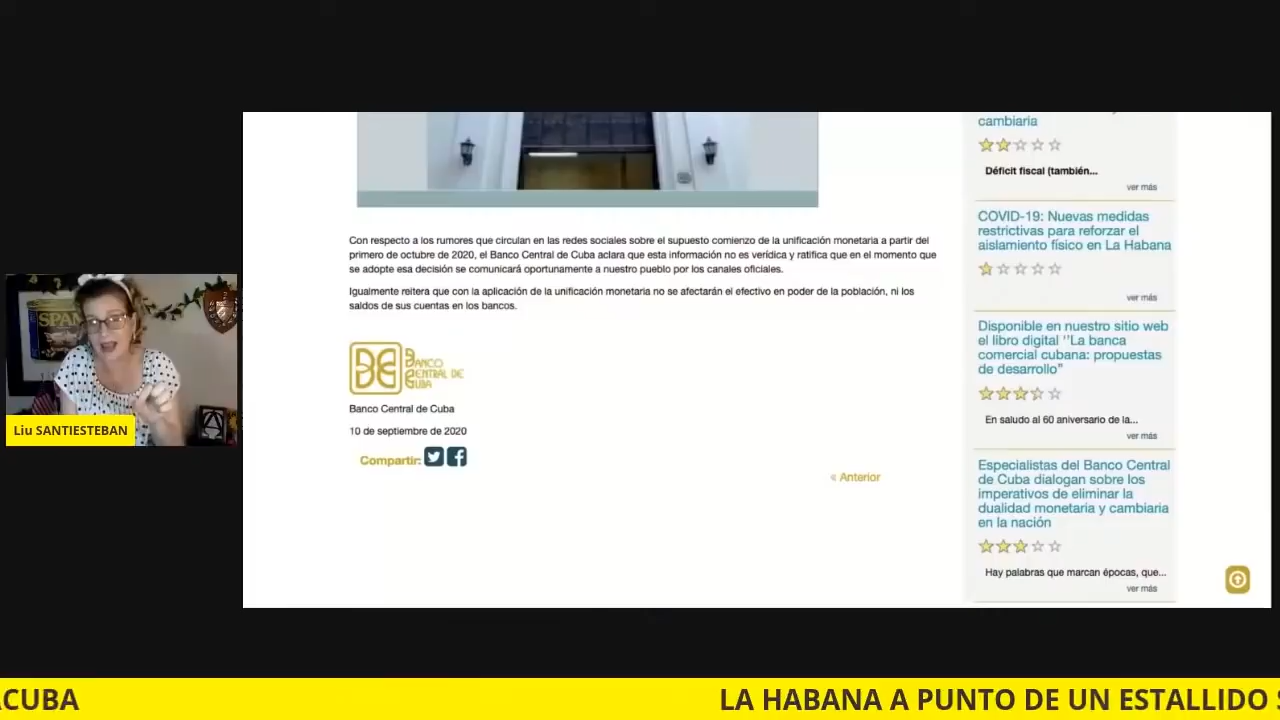 cambiaria
Déficit fiscal (también...
ver más
COVID-19: Nuevas medidas
restrictivas para reforzar el
aislamiento físico en La Habana
ver más
Disponible en nuestro sitio web
el libro digital ‘’La banca
comercial cubana: propuestas
de desarrollo”
En saludo al 60 aniversario de la...
ver más
Especialistas del Banco Central
de Cuba dialogan sobre los
imperativos de eliminar la
dualidad monetaria y cambiaria
en la nación
Hay palabras que marcan épocas, que...
ver más
Con respecto a los rumores que circulan en las redes sociales sobre el supuesto comienzo de la unificación monetaria a partir del
primero de octubre de 2020, el Banco Central de Cuba aclara que esta información no es verídica y ratifica que en el momento que
se adopte esa decisión se comunicará oportunamente a nuestro pueblo por los canales oficiales.
Igualmente reitera que con la aplicación de la unificación monetaria no se afectarán el efectivo en poder de la población, ni los
saldos de sus cuentas en los bancos.
BANCO
CENTRAL DE
CUBA
Banco Central de Cuba
10 de septiembre de 2020
Compartir:
« Anterior
SPAN
Liu SANTIESTEBAN
ACUBA
LA HABANA A PUNTO DE UN ESTALLIDO S